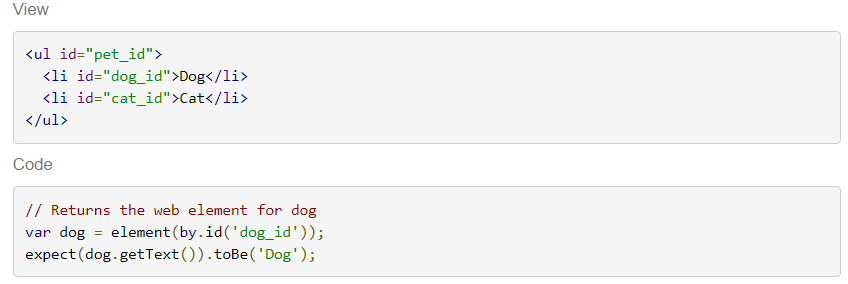 View
<ul id="pet_id">
  <li id="dog_id">Dog</li>
  <li id="cat_id">Cat</li>
</ul>
Code
// Returns the web element for dog
var dog = element(by.id('dog_id'));
expect(dog.getText()).toBe('Dog');